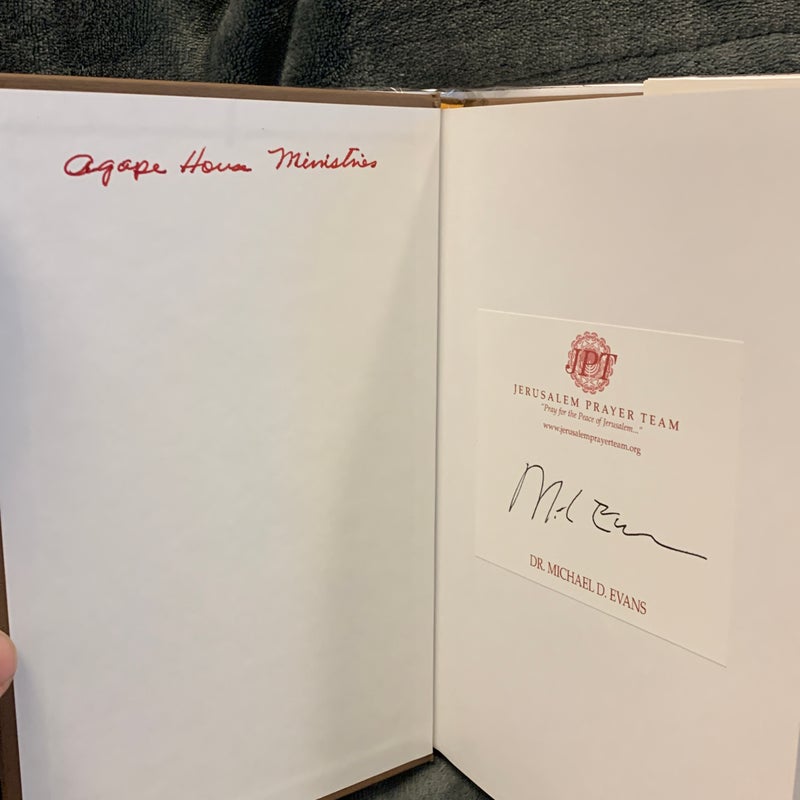 Agape House Ministries
JPT
JERUSALEM PRAYER TEAM
"Pray for the Peace of Jerusalem..."
www.jerusalemprayerteam.org
DR. MICHAEL D. EVANS